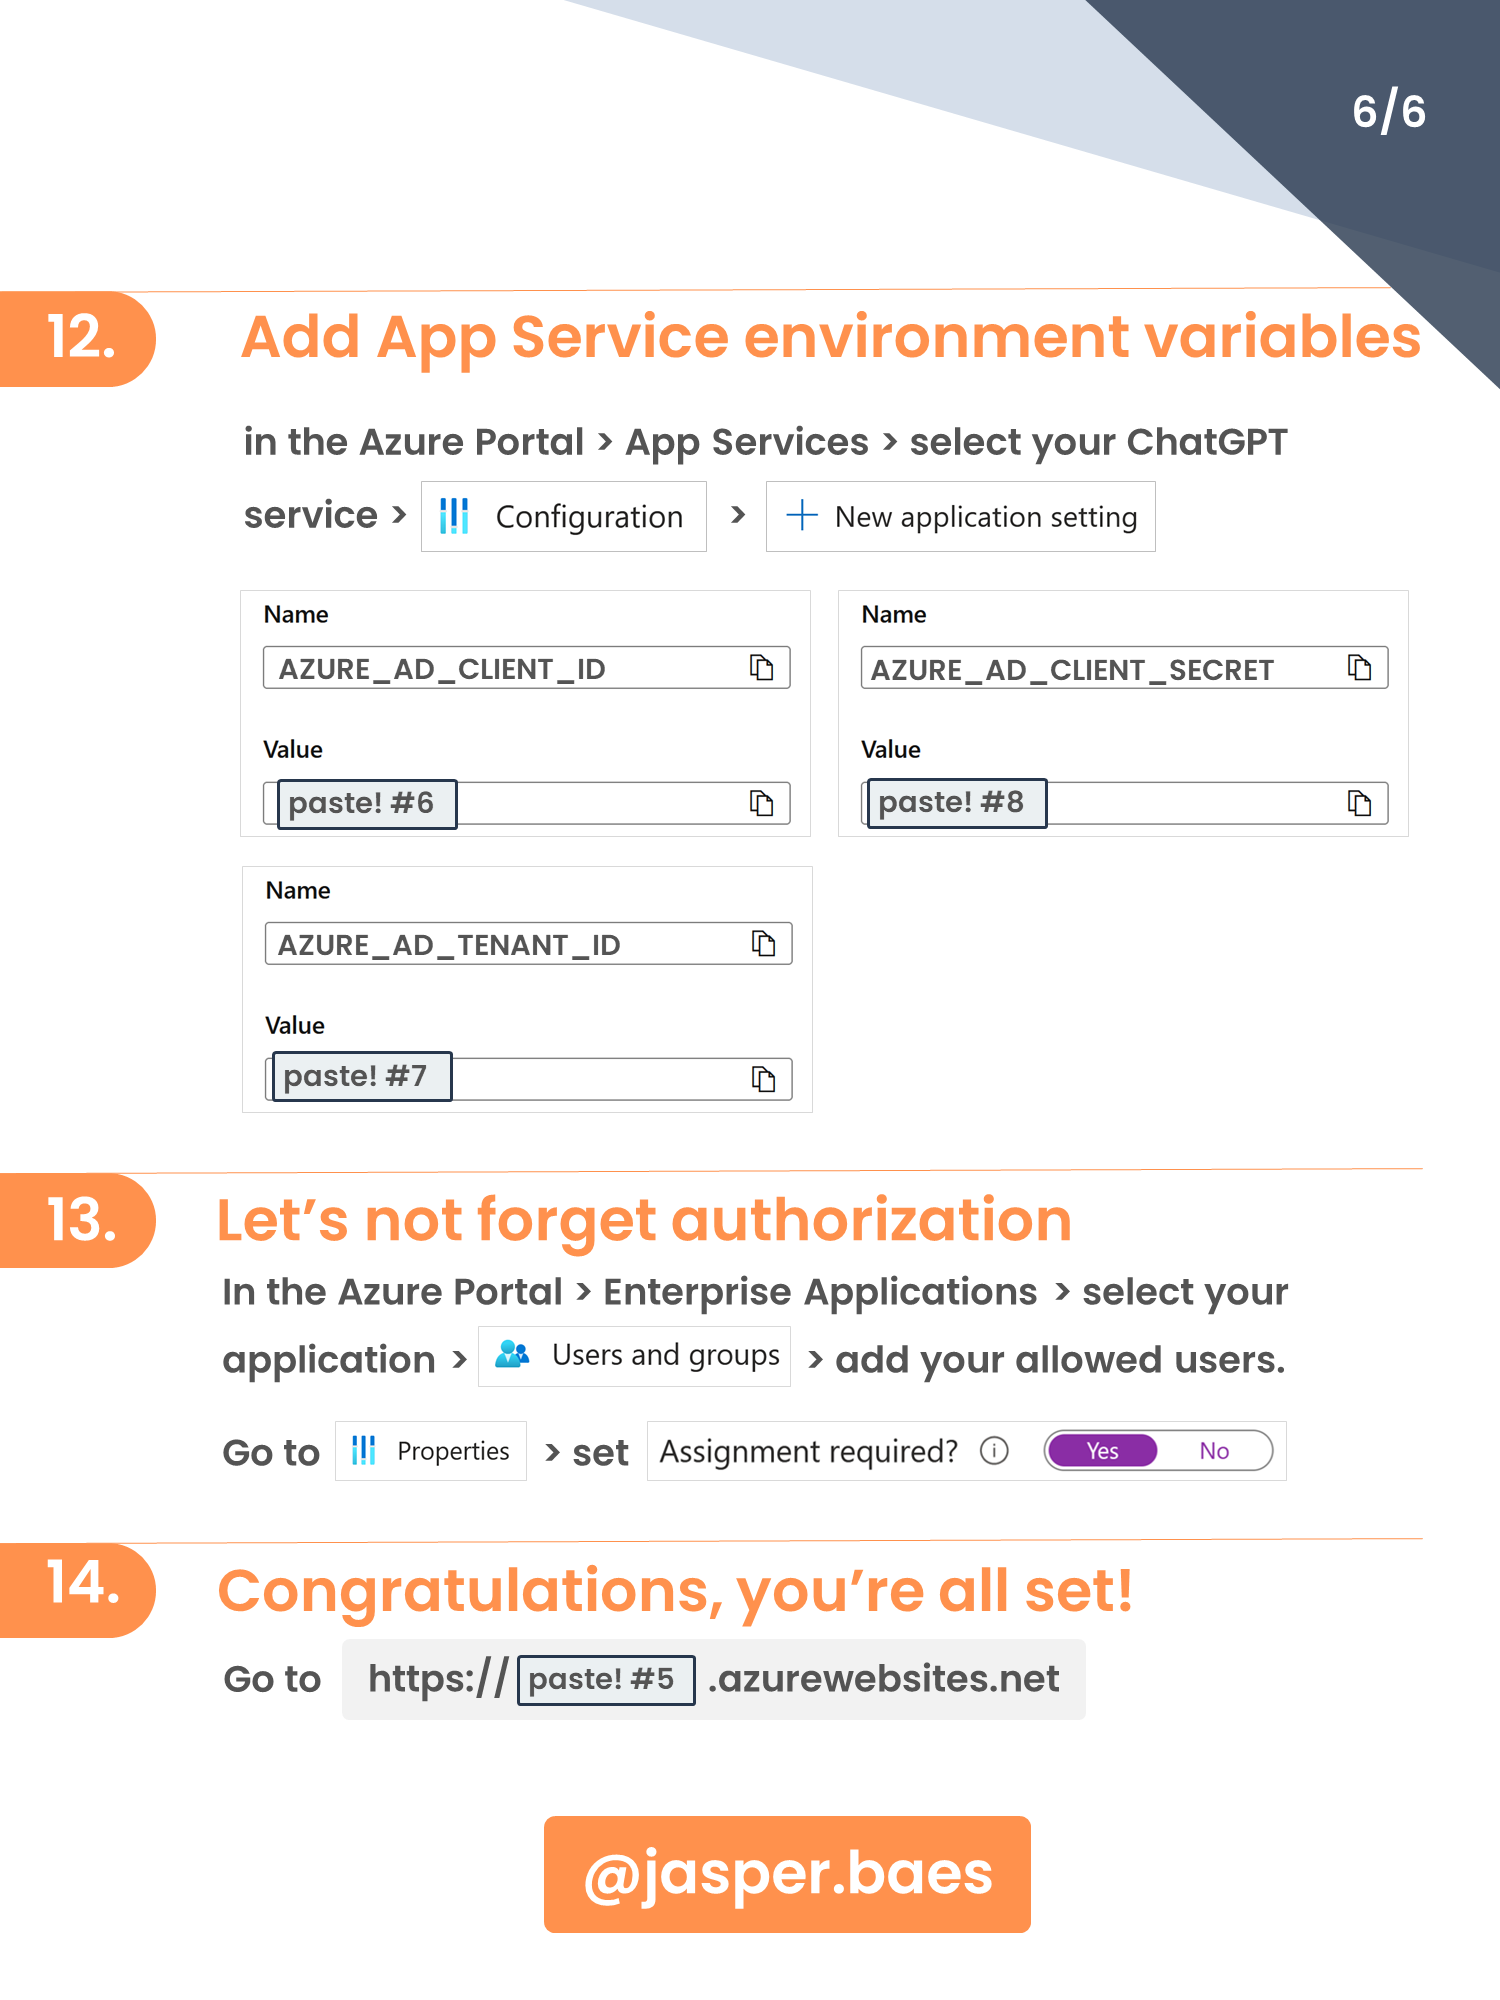 6/6
12. Add App Service environment variables
in the Azure Portal > App Services > select your ChatGPT
service > Configuration > New application setting
Name
AZURE_AD_CLIENT_ID
Value
paste! #6
Name
AZURE_AD_CLIENT_SECRET
Value
paste! #8
Name
AZURE_AD_TENANT_ID
Value
paste! #7
13. Let’s not forget authorization
In the Azure Portal > Enterprise Applications > select your
application > Users and groups > add your allowed users.
Go to Properties > set Assignment required? i Yes No
14. Congratulations, you’re all set!
Go to https:// paste! #5 .azurewebsites.net
@jasper.baes